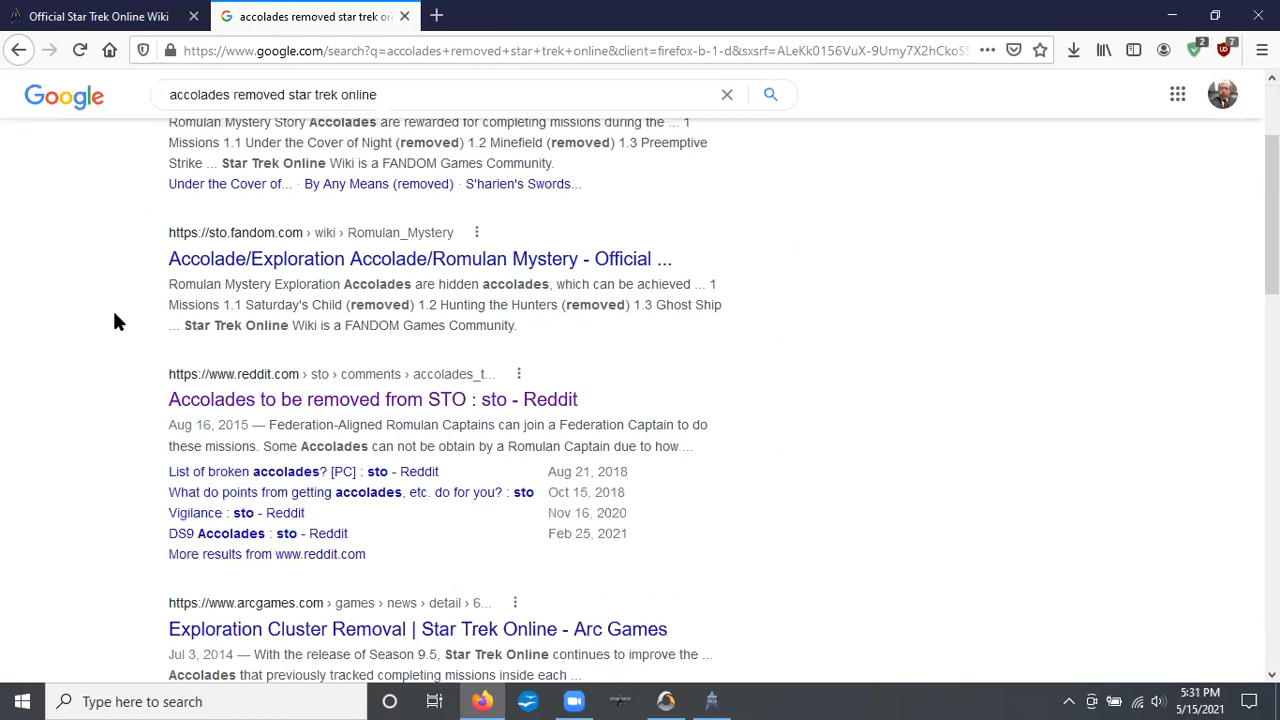 Official Star Trek Online Wiki
accolades removed star trek on
https://www.google.com/search?q=accolades+removed+star+trek+online&client=firefox-b-1-d&sxsrf=ALeKk0156VuX-9Umy7X2hCkoSS
2
7
Google
accolades removed star trek online
Romulan Mystery Story Accolades are rewarded for completing missions during the ... 1
Missions 1.1 Under the Cover of Night (removed) 1.2 Minefield (removed) 1.3 Preemptive
Strike ... Star Trek Online Wiki is a FANDOM Games Community.
Under the Cover of... · By Any Means (removed) · S'harien's Swords...
https://sto.fandom.com › wiki › Romulan_Mystery
Accolade/Exploration Accolade/Romulan Mystery - Official ...
Romulan Mystery Exploration Accolades are hidden accolades, which can be achieved ... 1
Missions 1.1 Saturday's Child (removed) 1.2 Hunting the Hunters (removed) 1.3 Ghost Ship
... Star Trek Online Wiki is a FANDOM Games Community.
https://www.reddit.com › sto › comments › accolades_t...
Accolades to be removed from STO : sto - Reddit
Aug 16, 2015 — Federation-Aligned Romulan Captains can join a Federation Captain to do
these missions. Some Accolades can not be obtain by a Romulan Captain due to how ...
List of broken accolades? [PC] : sto - Reddit Aug 21, 2018
What do points from getting accolades, etc. do for you? : sto Oct 15, 2018
Vigilance : sto - Reddit Nov 16, 2020
DS9 Accolades : sto - Reddit Feb 25, 2021
More results from www.reddit.com
https://www.arcgames.com › games › news › detail › 6...
Exploration Cluster Removal | Star Trek Online - Arc Games
Jul 3, 2014 — With the release of Season 9.5, Star Trek Online continues to improve the ...
Accolades that previously tracked completing missions inside each ...
Type here to search
5:31 PM
5/15/2021